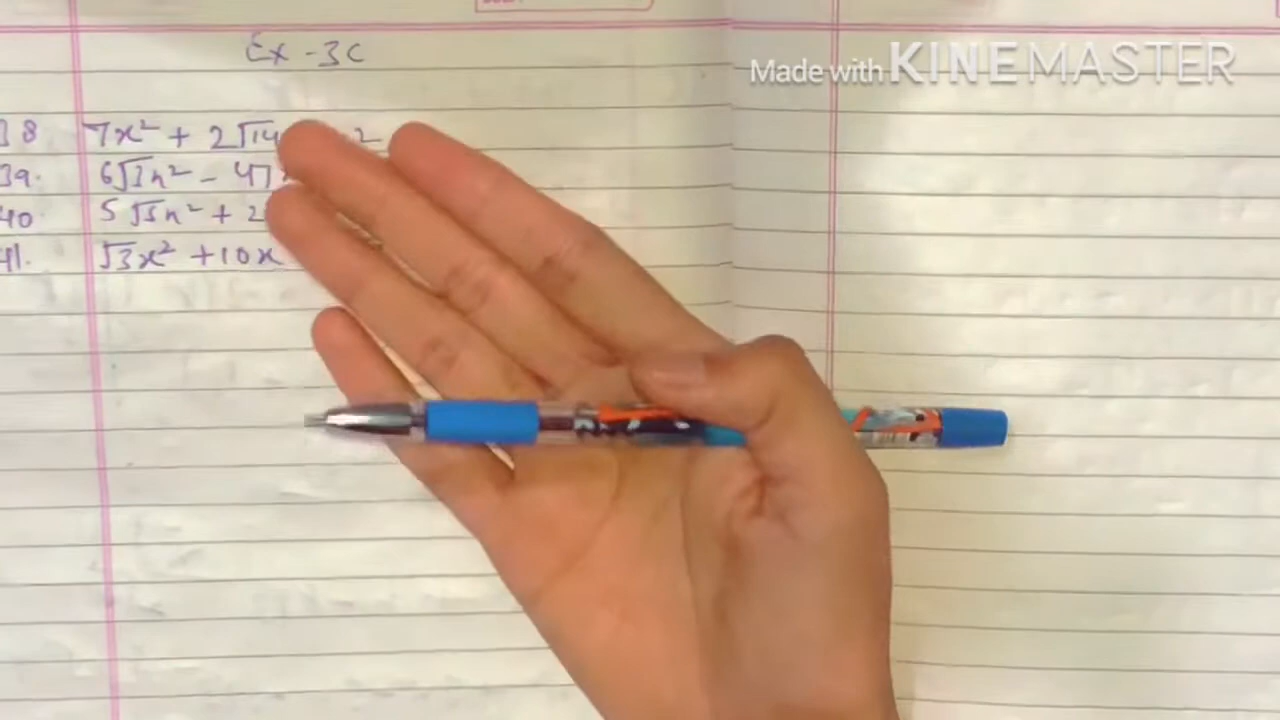 Made with KINEMASTER
Ex - 3C
38 7x² + 2√14 2
39. 6√3x² - 47
40 5√5x² + 2
41. √3x² + 10x